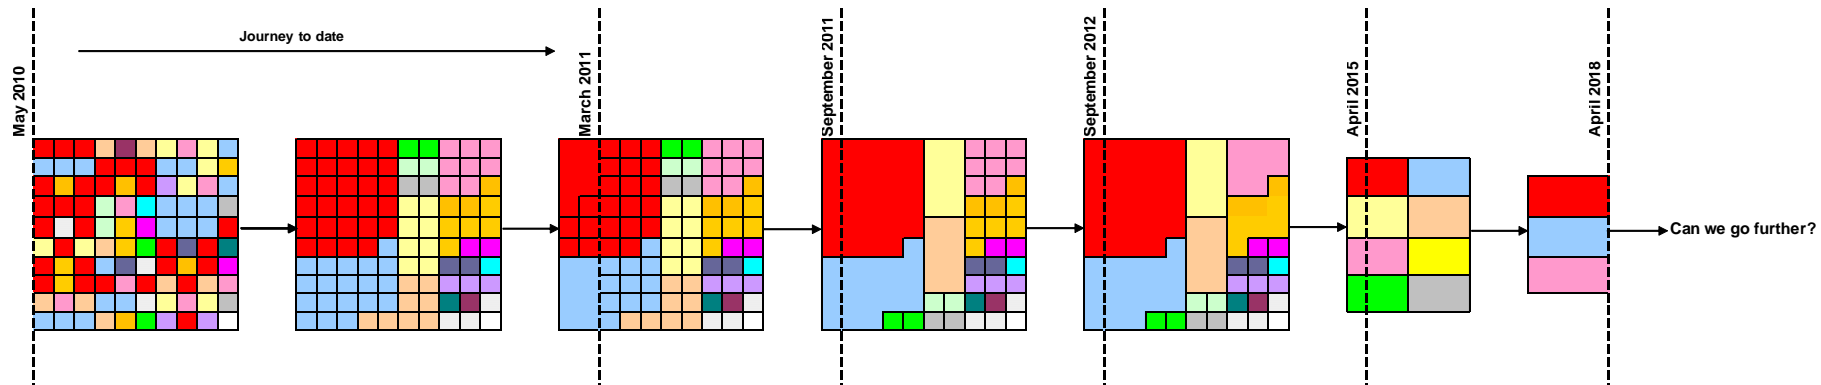 Journey to date
May 2010
March 2011
September 2011
September 2012
April 2015
April 2018
Can we go further?